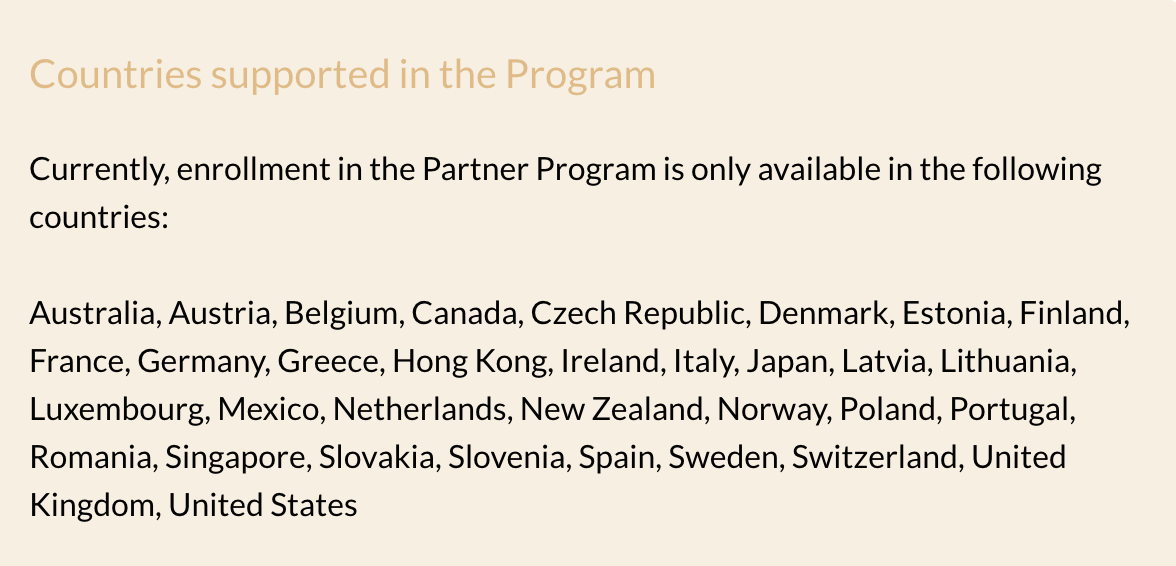 Countries supported in the Program
Currently, enrollment in the Partner Program is only available in the following
countries:
Australia, Austria, Belgium, Canada, Czech Republic, Denmark, Estonia, Finland,
France, Germany, Greece, Hong Kong, Ireland, Italy, Japan, Latvia, Lithuania,
Luxembourg, Mexico, Netherlands, New Zealand, Norway, Poland, Portugal,
Romania, Singapore, Slovakia, Slovenia, Spain, Sweden, Switzerland, United
Kingdom, United States